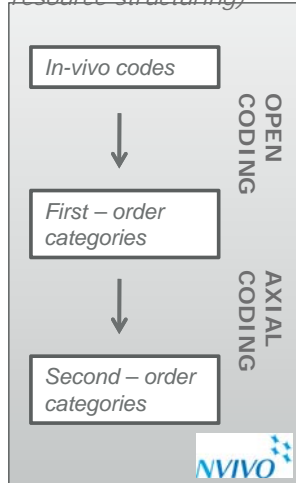 resource structuring)
In-vivo codes
OPEN
CODING
First – order
categories
AXIAL
CODING
Second – order
categories
NVIVO